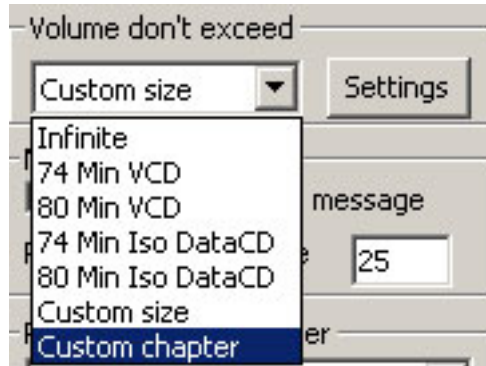 Volume don't exceed
Custom size
Settings
Infinite
74 Min VCD
80 Min VCD
message
74 Min Iso DataCD
25
80 Min Iso DataCD
Custom size
Custom chapter
er